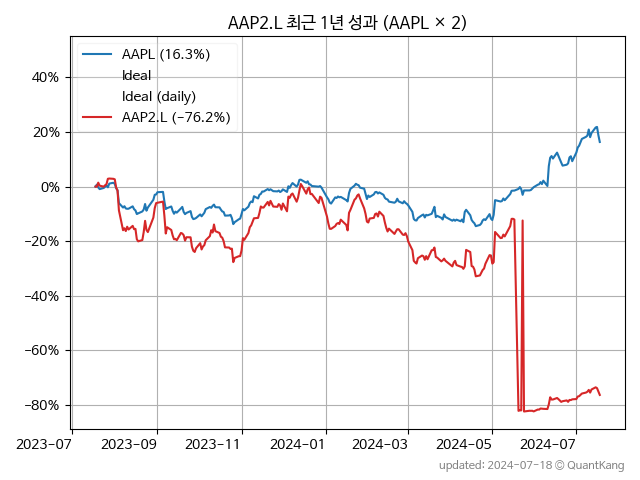 AAP2.L 최근 1년 성과 (AAPL × 2)
AAPL (16.3%)
Ideal
Ideal (daily)
AAP2.L (−76.2%)
40%
20%
0%
−20%
−40%
−60%
−80%
2023-07
2023-09
2023-11
2024-01
2024-03
2024-05
2024-07
updated: 2024-07-18 © QuantKang